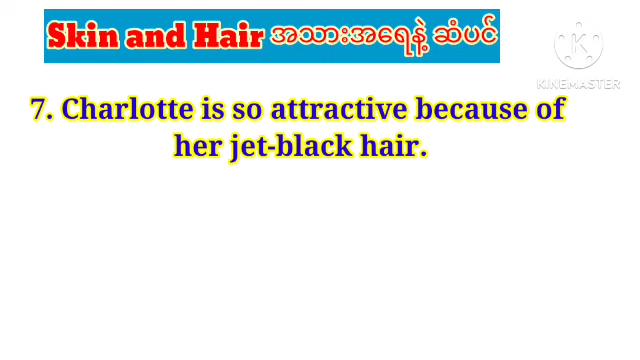 Skin and Hair အသားအရေနဲ့ ဆံပင်
KINEMASTER
7. Charlotte is so attractive because of
her jet-black hair.